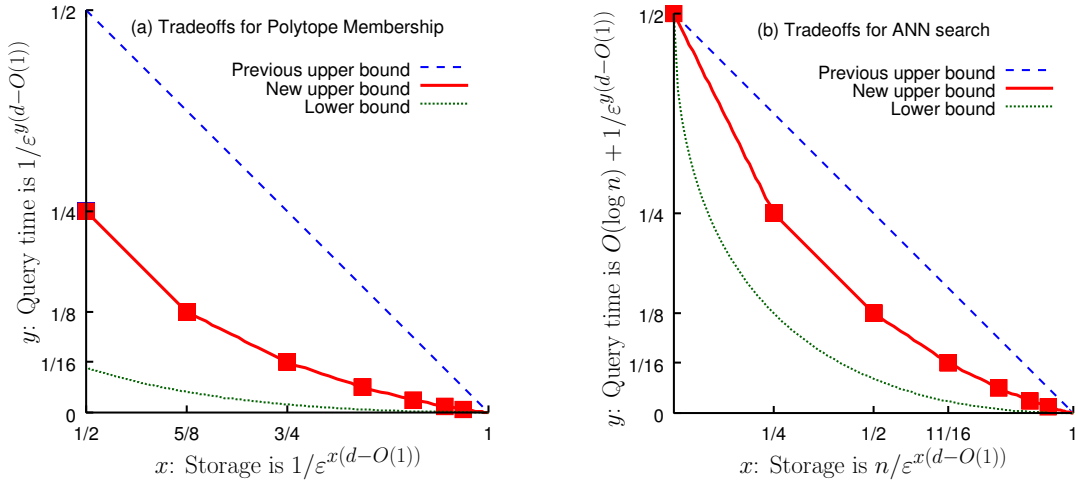 (a) Tradeoffs for Polytope Membership
Previous upper bound
New upper bound
Lower bound
y: Query time is 1/ε^{y(d−O(1))}
1/2
1/4
1/8
1/16
0
1/2
5/8
3/4
1
x: Storage is 1/ε^{x(d−O(1))}
(b) Tradeoffs for ANN search
Previous upper bound
New upper bound
Lower bound
y: Query time is O(log n) + 1/ε^{y(d−O(1))}
1/2
1/4
1/8
1/16
0
1/4
1/2
11/16
1
x: Storage is n/ε^{x(d−O(1))}